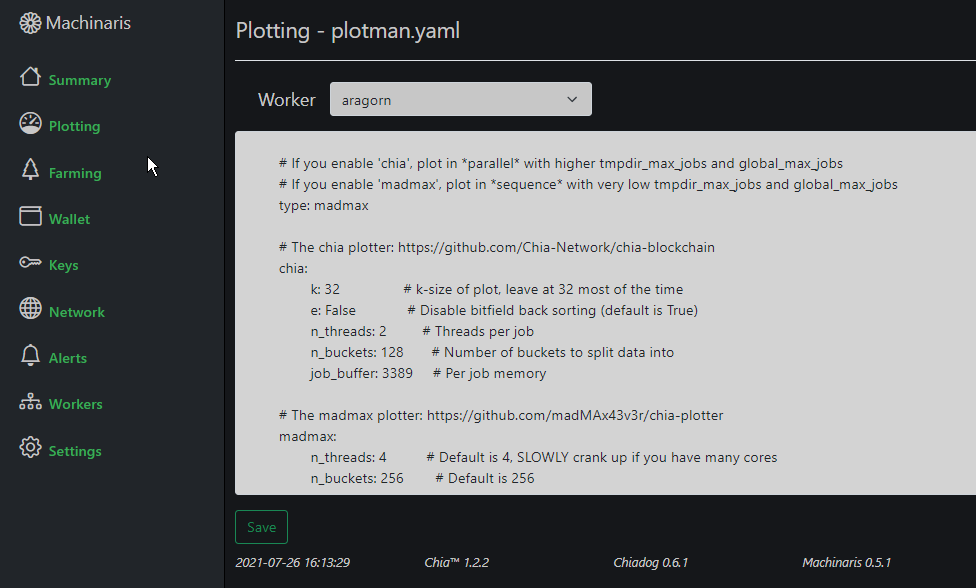 Machinaris
Summary
Plotting
Farming
Wallet
Keys
Network
Alerts
Workers
Settings
Plotting - plotman.yaml
Worker aragorn
# If you enable 'chia', plot in *parallel* with higher tmpdir_max_jobs and global_max_jobs
# If you enable 'madmax', plot in *sequence* with very low tmpdir_max_jobs and global_max_jobs
type: madmax
# The chia plotter: https://github.com/Chia-Network/chia-blockchain
chia:
k: 32 # k-size of plot, leave at 32 most of the time
e: False # Disable bitfield back sorting (default is True)
n_threads: 2 # Threads per job
n_buckets: 128 # Number of buckets to split data into
job_buffer: 3389 # Per job memory
# The madmax plotter: https://github.com/madMAx43v3r/chia-plotter
madmax:
n_threads: 4 # Default is 4, SLOWLY crank up if you have many cores
n_buckets: 256 # Default is 256
Save
2021-07-26 16:13:29 Chia™ 1.2.2 Chiadog 0.6.1 Machinaris 0.5.1